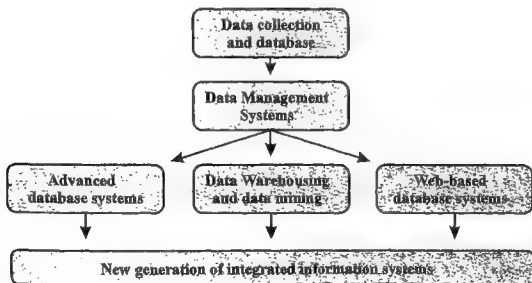 Data collection
and database
Data Management
Systems
Advanced
database systems
Data Warehousing
and data mining
Web-based
database systems
New generation of integrated information systems